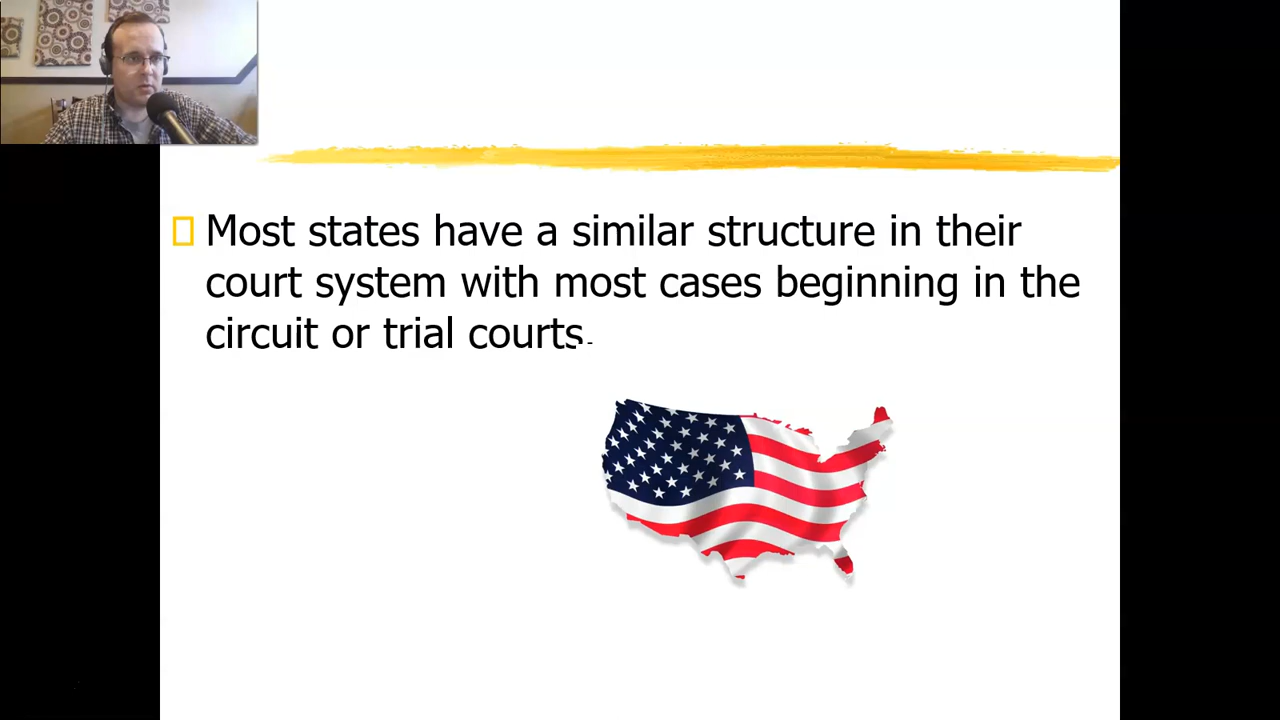 Most states have a similar structure in their
court system with most cases beginning in the
circuit or trial courts.